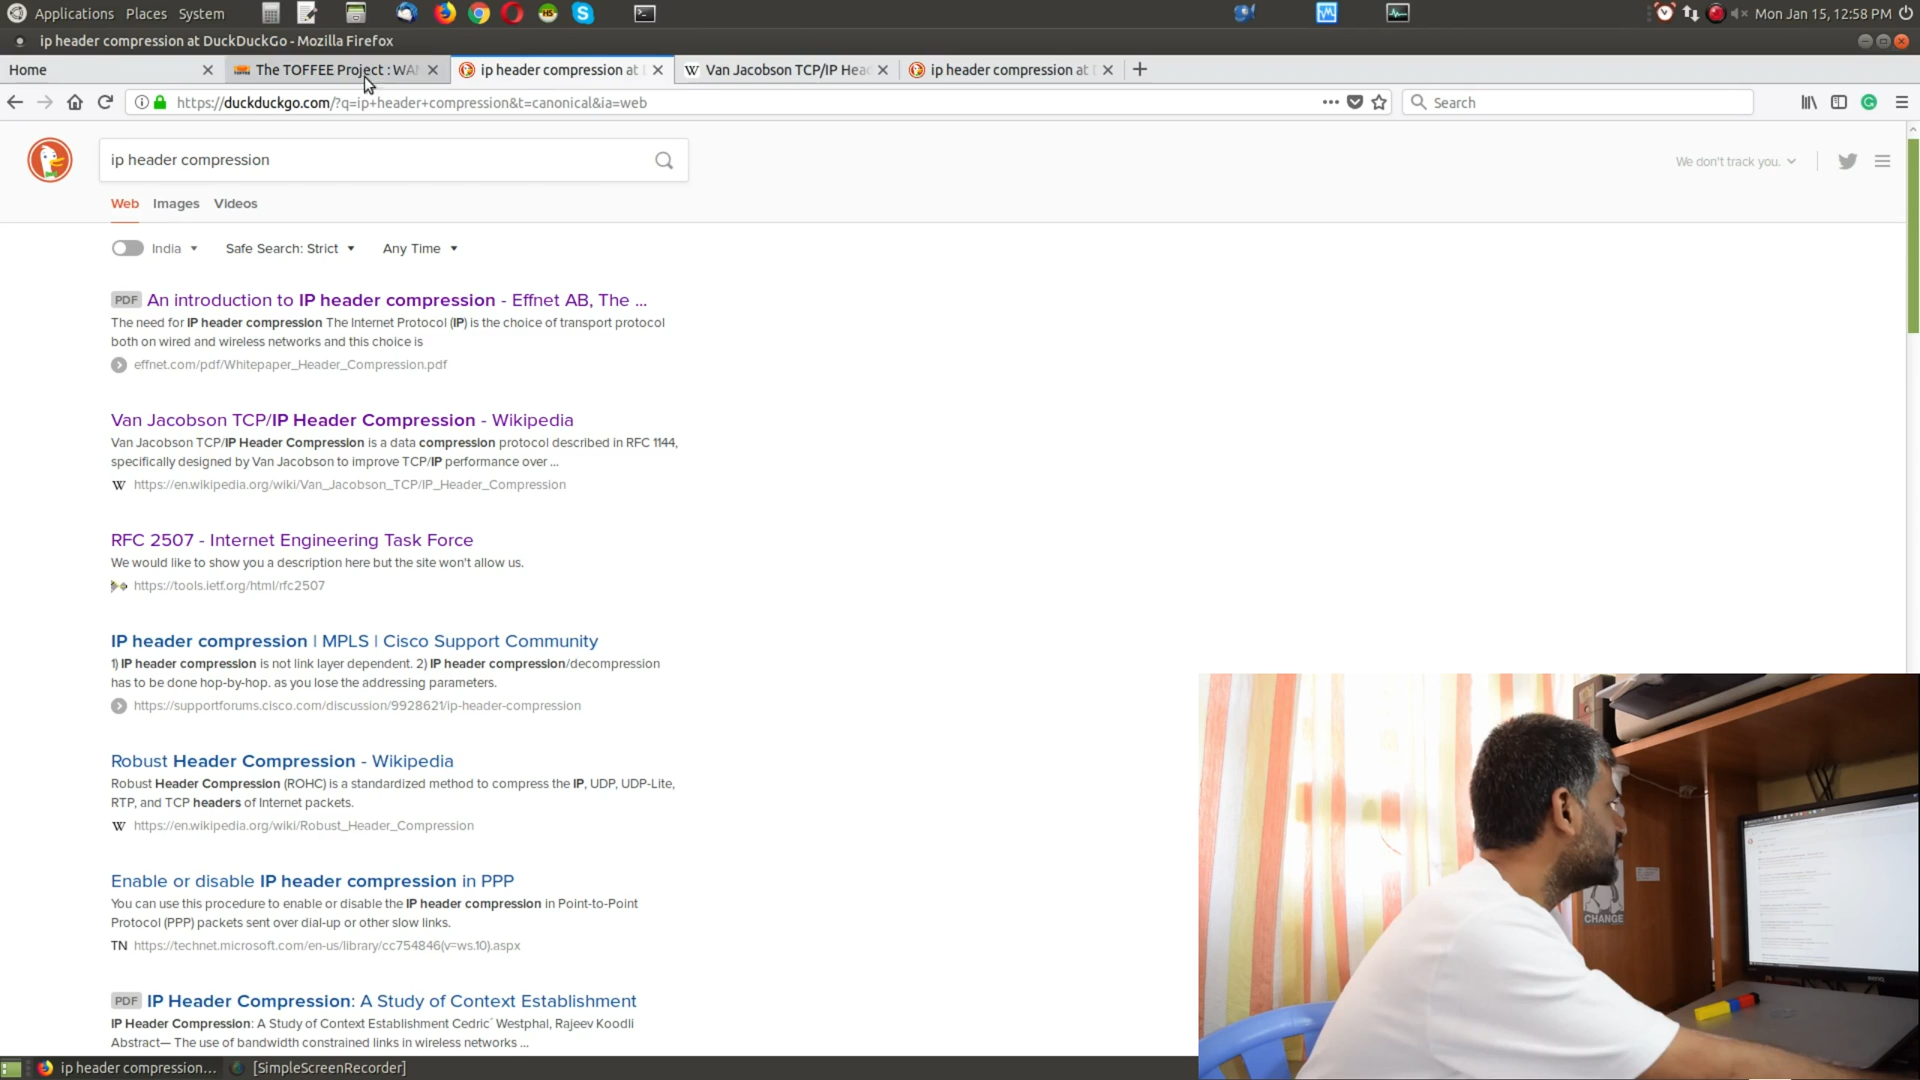 Applications Places System
Mon Jan 15, 12:58 PM
ip header compression at DuckDuckGo - Mozilla Firefox
Home
The TOFFEE Project : WAN
ip header compression at
Van Jacobson TCP/IP Head
ip header compression at
https://duckduckgo.com/?q=ip+header+compression&t=canonical&ia=web
Search
ip header compression
We don't track you.
Web Images Videos
India Safe Search: Strict Any Time
PDF An introduction to IP header compression - Effnet AB, The ...
The need for IP header compression The Internet Protocol (IP) is the choice of transport protocol
both on wired and wireless networks and this choice is
effnet.com/pdf/Whitepaper_Header_Compression.pdf
Van Jacobson TCP/IP Header Compression - Wikipedia
Van Jacobson TCP/IP Header Compression is a data compression protocol described in RFC 1144,
specifically designed by Van Jacobson to improve TCP/IP performance over ...
W https://en.wikipedia.org/wiki/Van_Jacobson_TCP/IP_Header_Compression
RFC 2507 - Internet Engineering Task Force
We would like to show you a description here but the site won't allow us.
https://tools.ietf.org/html/rfc2507
IP header compression | MPLS | Cisco Support Community
1) IP header compression is not link layer dependent. 2) IP header compression/decompression
has to be done hop-by-hop. as you lose the addressing parameters.
https://supportforums.cisco.com/discussion/9928621/ip-header-compression
Robust Header Compression - Wikipedia
Robust Header Compression (ROHC) is a standardized method to compress the IP, UDP, UDP-Lite,
RTP, and TCP headers of Internet packets.
W https://en.wikipedia.org/wiki/Robust_Header_Compression
Enable or disable IP header compression in PPP
You can use this procedure to enable or disable the IP header compression in Point-to-Point
Protocol (PPP) packets sent over dial-up or other slow links.
TN https://technet.microsoft.com/en-us/library/cc754846(v=ws.10).aspx
PDF IP Header Compression: A Study of Context Establishment
IP Header Compression: A Study of Context Establishment Cedric´ Westphal, Rajeev Koodli
Abstract— The use of bandwidth constrained links in wireless networks ...
CHANGE
BenQ
ip header compression...
[SimpleScreenRecorder]